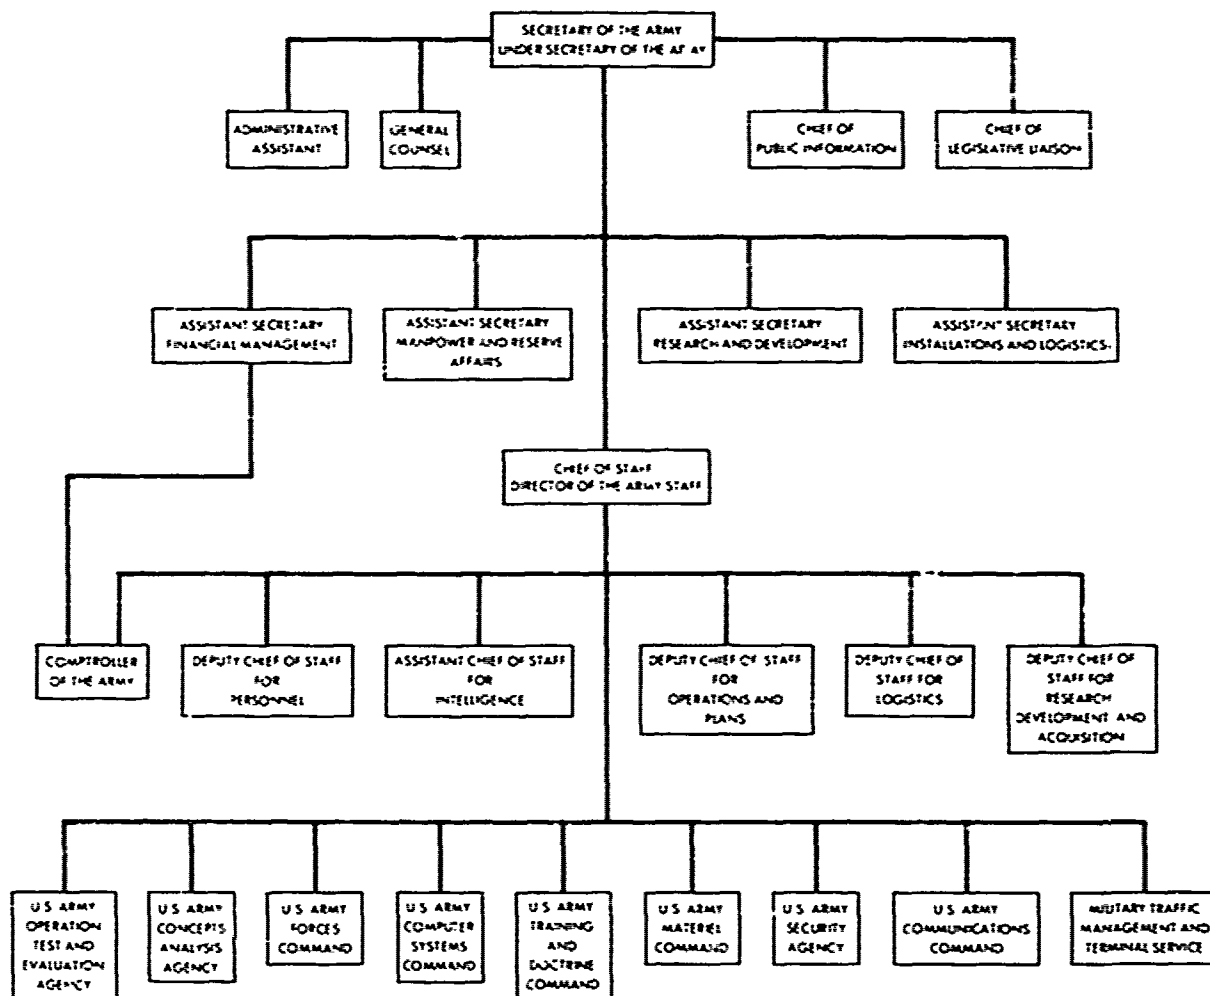 SECRETARY OF THE ARMY
UNDER SECRETARY OF THE
ADMINISTRATIVE
ASSISTANT
GENERAL
COUNSEL
CHIEF OF
PUBLIC INFORMATION
CHIEF OF
LEGISLATIVE LIAISON
ASSISTANT SECRETARY
FINANCIAL MANAGEMENT
ASSISTANT SECRETARY
MANPOWER AND RESERVE
AFFAIRS
ASSISTANT SECRETARY
RESEARCH AND DEVELOPMENT
ASSISTANT SECRETARY
INSTALLATIONS AND LOGISTICS
CHIEF OF STAFF
DIRECTOR OF THE ARMY STAFF
COMPTROLLER
OF THE ARMY
DEPUTY CHIEF OF STAFF
FOR
PERSONNEL
ASSISTANT CHIEF OF STAFF
FOR
INTELLIGENCE
DEPUTY CHIEF OF STAFF
FOR
OPERATIONS AND
PLANS
DEPUTY CHIEF OF
STAFF FOR
LOGISTICS
DEPUTY CHIEF OF
STAFF FOR
RESEARCH
DEVELOPMENT AND
ACQUISITION
U.S. ARMY
OPERATION
TEST AND
EVALUATION
AGENCY
U.S. ARMY
CONCEPTS
ANALYSIS
AGENCY
U.S. ARMY
FORCES
COMMAND
U.S. ARMY
COMPUTER
SYSTEMS
COMMAND
U.S. ARMY
TRAINING
AND
DOCTRINE
COMMAND
U.S. ARMY
MATERIEL
COMMAND
U.S. ARMY
SECURITY
AGENCY
U.S. ARMY
COMMUNICATIONS
COMMAND
MILITARY TRAFFIC
MANAGEMENT AND
TERMINAL SERVICE